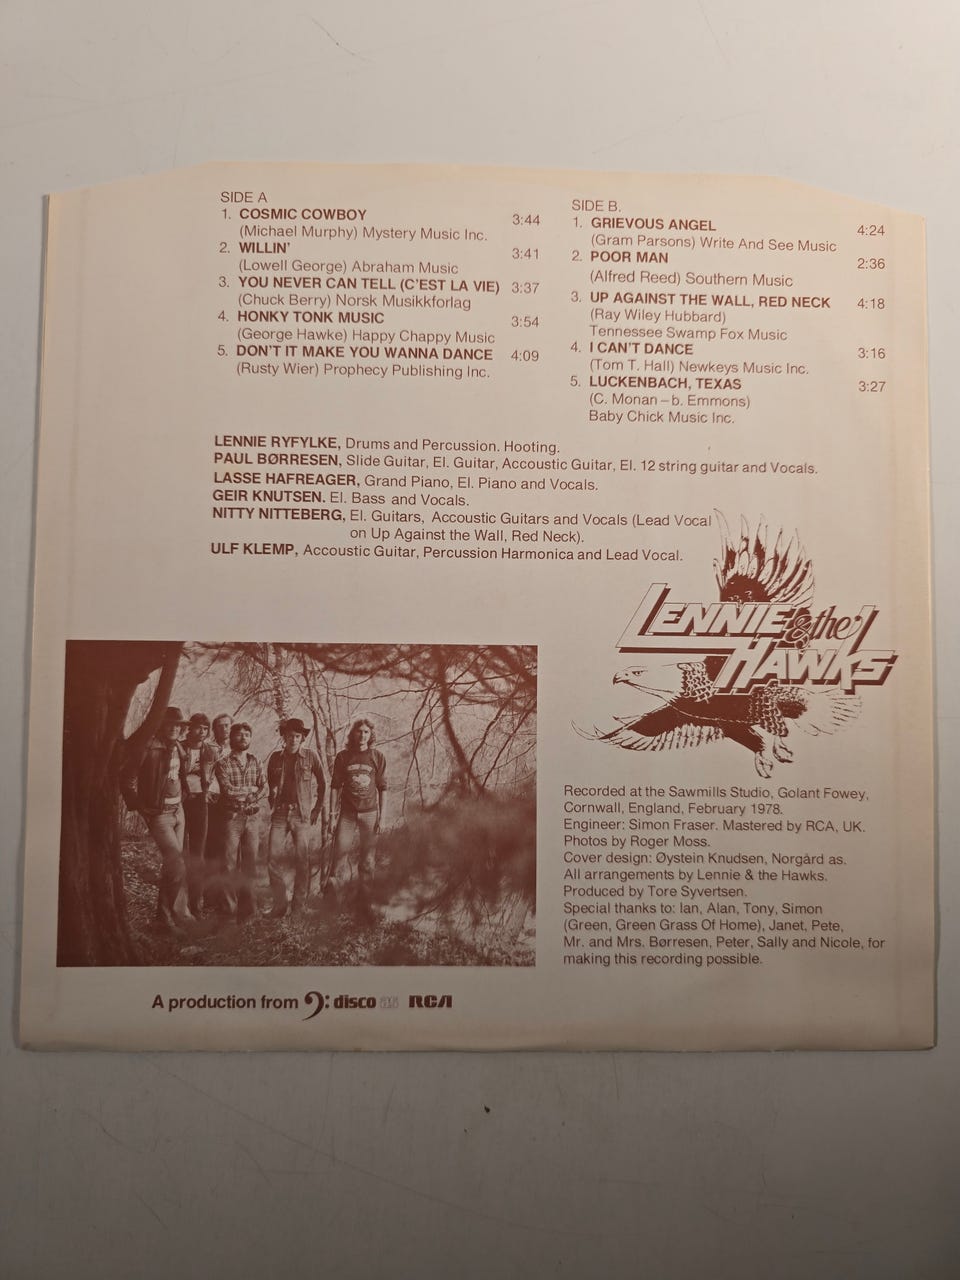 SIDE A
1. COSMIC COWBOY 3:44
(Michael Murphy) Mystery Music Inc.
2. WILLIN' 3:41
(Lowell George) Abraham Music
3. YOU NEVER CAN TELL (C'EST LA VIE) 3:37
(Chuck Berry) Norsk Musikkforlag
4. HONKY TONK MUSIC 3:54
(George Hawke) Happy Chappy Music
5. DON'T IT MAKE YOU WANNA DANCE 4:09
(Rusty Wier) Prophecy Publishing Inc.
SIDE B.
1. GRIEVOUS ANGEL 4:24
(Gram Parsons) Write And See Music
2. POOR MAN 2:36
(Alfred Reed) Southern Music
3. UP AGAINST THE WALL, RED NECK 4:18
(Ray Wiley Hubbard)
Tennessee Swamp Fox Music
4. I CAN'T DANCE 3:16
(Tom T. Hall) Newkeys Music Inc.
5. LUCKENBACH, TEXAS 3:27
(C. Monan – b. Emmons)
Baby Chick Music Inc.
LENNIE RYFYLKE, Drums and Percussion. Hooting.
PAUL BØRRESEN, Slide Guitar, El. Guitar, Accoustic Guitar, El. 12 string guitar and Vocals.
LASSE HAFREAGER, Grand Piano, El. Piano and Vocals.
GEIR KNUTSEN. El. Bass and Vocals.
NITTY NITTEBERG, El. Guitars, Accoustic Guitars and Vocals (Lead Vocal
on Up Against the Wall, Red Neck).
ULF KLEMP, Accoustic Guitar, Percussion Harmonica and Lead Vocal.
LENNIE & the
HAWKS
Recorded at the Sawmills Studio, Golant Fowey,
Cornwall, England, February 1978.
Engineer: Simon Fraser. Mastered by RCA, UK.
Photos by Roger Moss.
Cover design: Øystein Knudsen, Norgård as.
All arrangements by Lennie & the Hawks.
Produced by Tore Syvertsen.
Special thanks to: Ian, Alan, Tony, Simon
(Green, Green Grass Of Home), Janet, Pete,
Mr. and Mrs. Børresen, Peter, Sally and Nicole, for
making this recording possible.
A production from disco as RCA